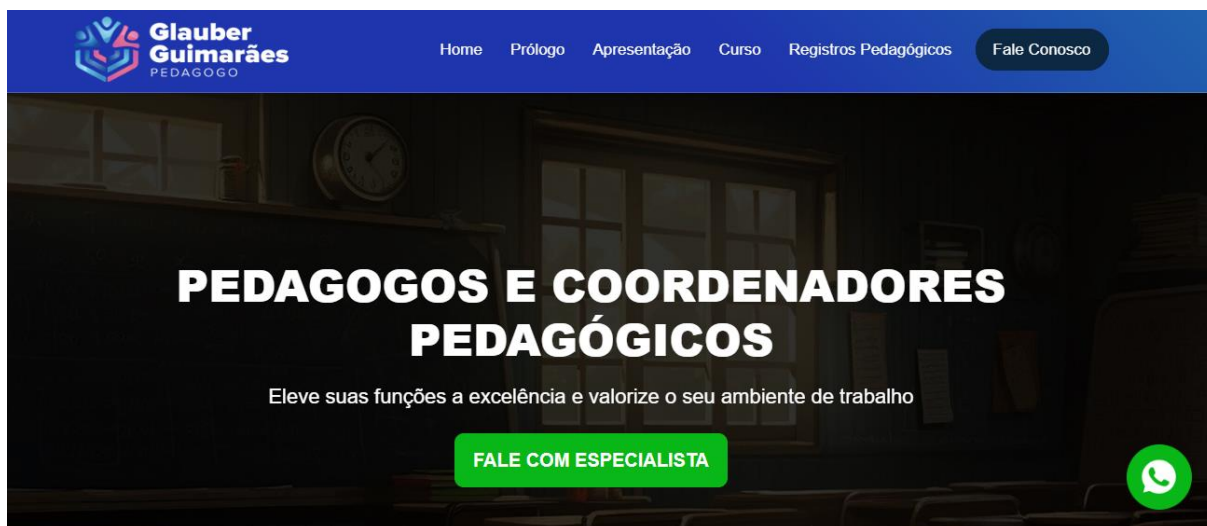 Glauber
Guimarães
PEDAGOGO
Home Prólogo Apresentação Curso Registros Pedagógicos Fale Conosco
PEDAGOGOS E COORDENADORES
PEDAGÓGICOS
Eleve suas funções a excelência e valorize o seu ambiente de trabalho
FALE COM ESPECIALISTA